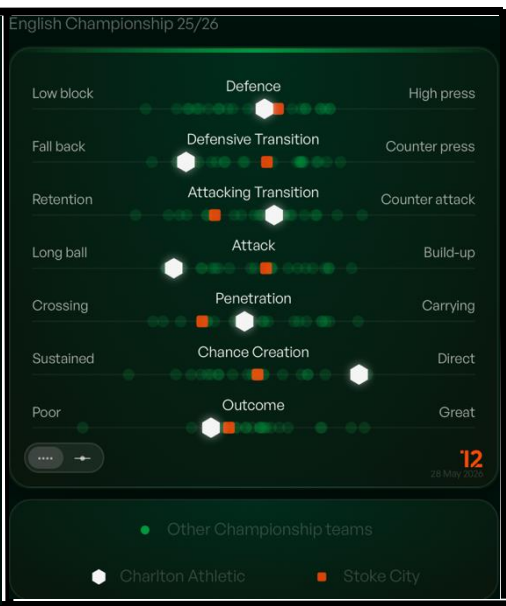 English Championship 25/26
Defence
Low block High press
Defensive Transition
Fall back Counter press
Attacking Transition
Retention Counter attack
Attack
Long ball Build-up
Penetration
Crossing Carrying
Chance Creation
Sustained Direct
Outcome
Poor Great
'12
28 May 2026
Other Championship teams
Charlton Athletic Stoke City